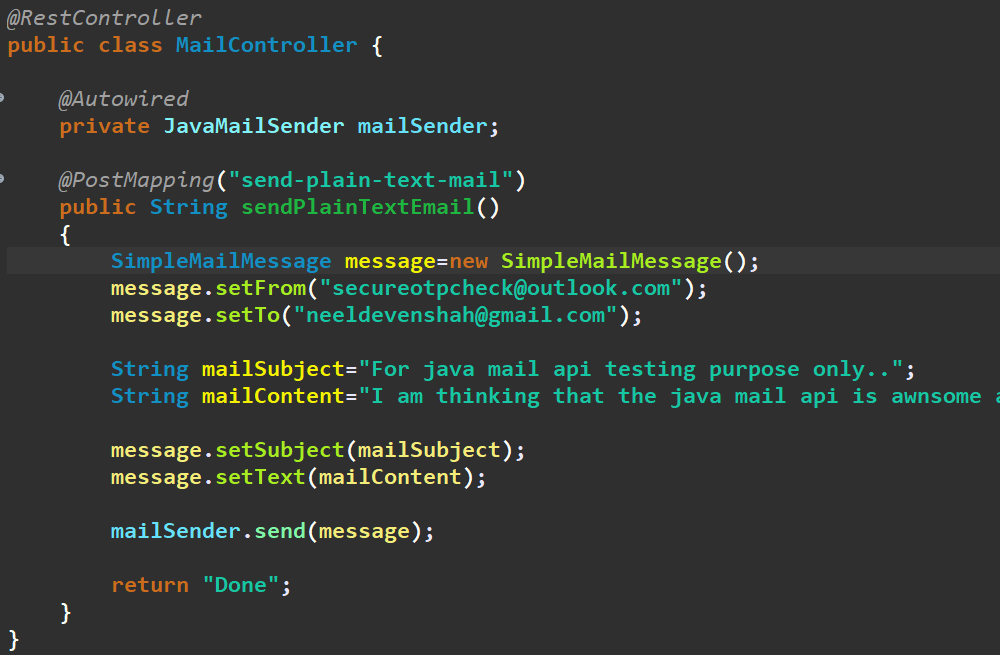 @RestController
public class MailController {
@Autowired
private JavaMailSender mailSender;
@PostMapping("send-plain-text-mail")
public String sendPlainTextEmail()
{
SimpleMailMessage message=new SimpleMailMessage();
message.setFrom("secureotpcheck@outlook.com");
message.setTo("neeldevenshah@gmail.com");
String mailSubject="For java mail api testing purpose only..";
String mailContent="I am thinking that the java mail api is awnsome a
message.setSubject(mailSubject);
message.setText(mailContent);
mailSender.send(message);
return "Done";
}
}